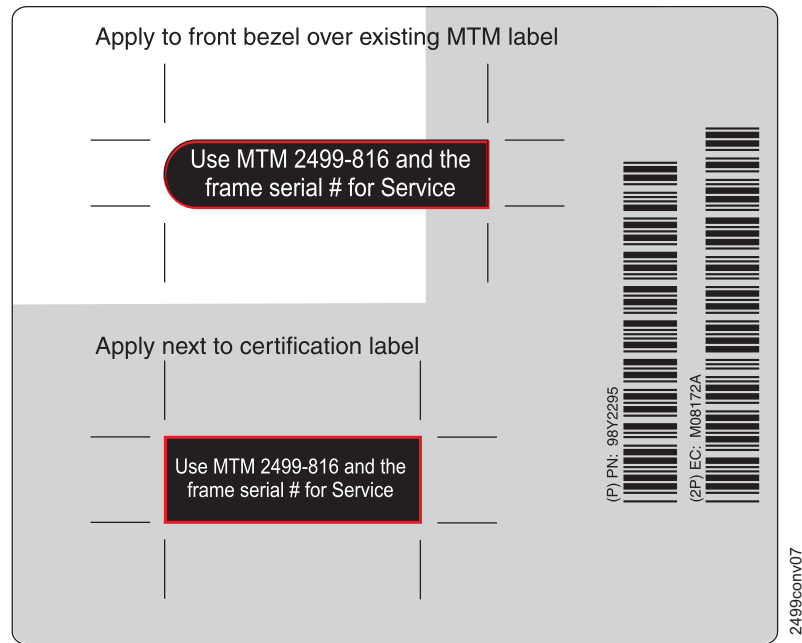 Apply to front bezel over existing MTM label
Use MTM 2499-816 and the
frame serial # for Service
Apply next to certification label
Use MTM 2499-816 and the
frame serial # for Service
(P) PN: 98Y2295
(2P) EC: M08172A
2499conv07